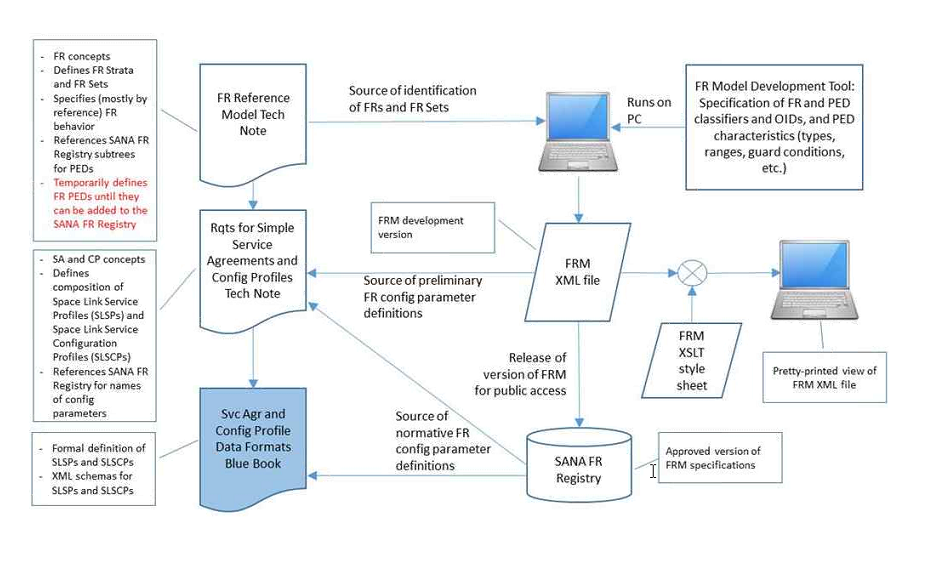 - FR concepts
- Defines FR Strata
and FR Sets
- Specifies (mostly by
reference) FR
behavior
- References SANA FR
Registry subtrees
for PEDs
- Temporarily defines
FR PEDs until they
can be added to the
SANA FR Registry
FR Reference
Model Tech
Note
Source of identification
of FRs and FR Sets
Runs on
PC
FR Model Development Tool:
Specification of FR and PED
classifiers and OIDs, and PED
characteristics (types,
ranges, guard conditions,
etc.)
- SA and CP concepts
- Defines
composition of
Space Link Service
Profiles (SLSPs) and
Space Link Service
Configuration
Profiles (SLSCPs)
- References SANA FR
Registry for names
of config
parameters
Rqts for Simple
Service
Agreements and
Config Profiles
Tech Note
FRM development
version
Source of preliminary
FR config parameter
definitions
FRM
XML file
FRM
XSLT
style
sheet
Pretty-printed view of
FRM XML file
Release of
version of FRM
for public access
- Formal definition of
SLSPs and SLSCPs
- XML schemas for
SLSPs and SLSCPs
Svc Agr and
Config Profile
Data Formats
Blue Book
Source of
normative FR
config parameter
definitions
SANA FR
Registry
Approved version of
FRM specifications